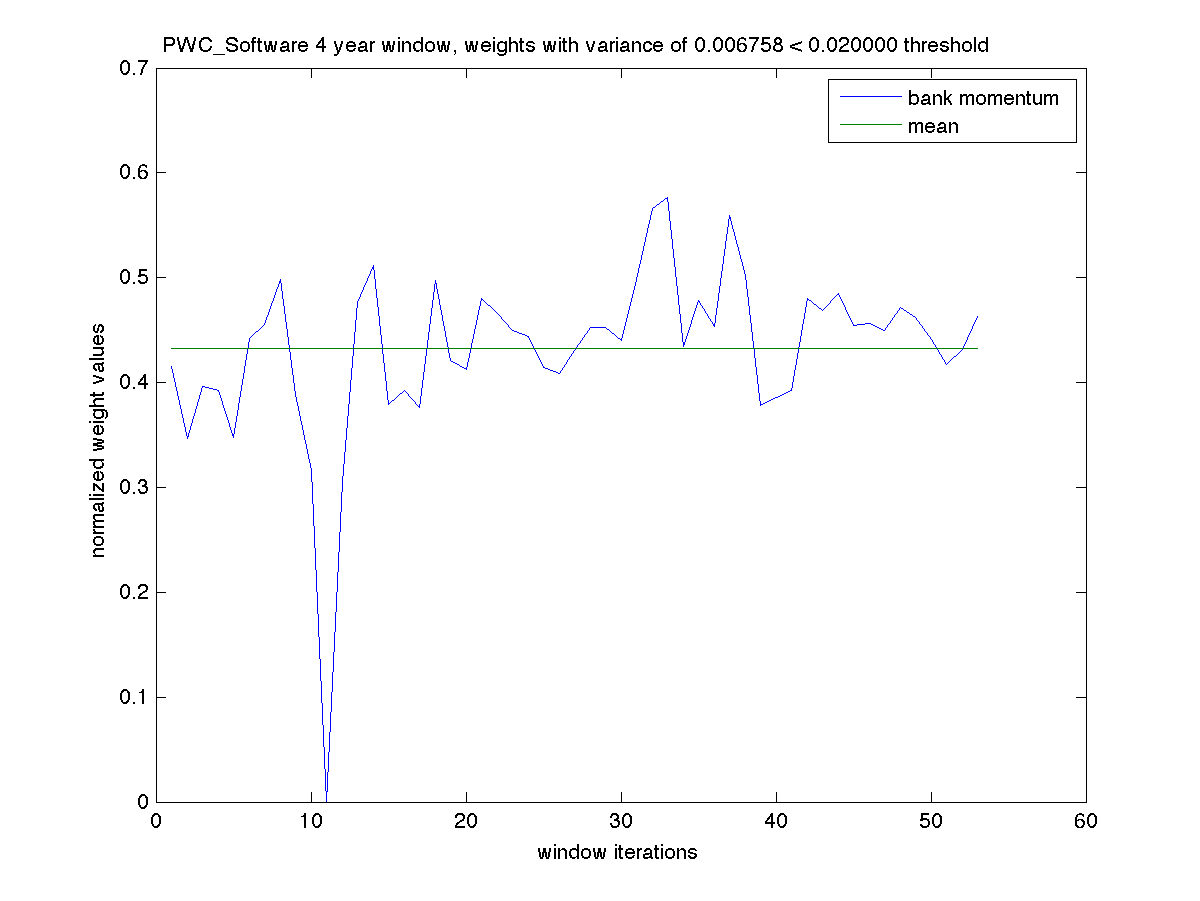 PWC_Software 4 year window, weights with variance of 0.006758 < 0.020000 threshold
0.7
bank momentum
mean
0.6
0.5
0.4
0.3
0.2
0.1
0
normalized weight values
0 10 20 30 40 50 60
window iterations